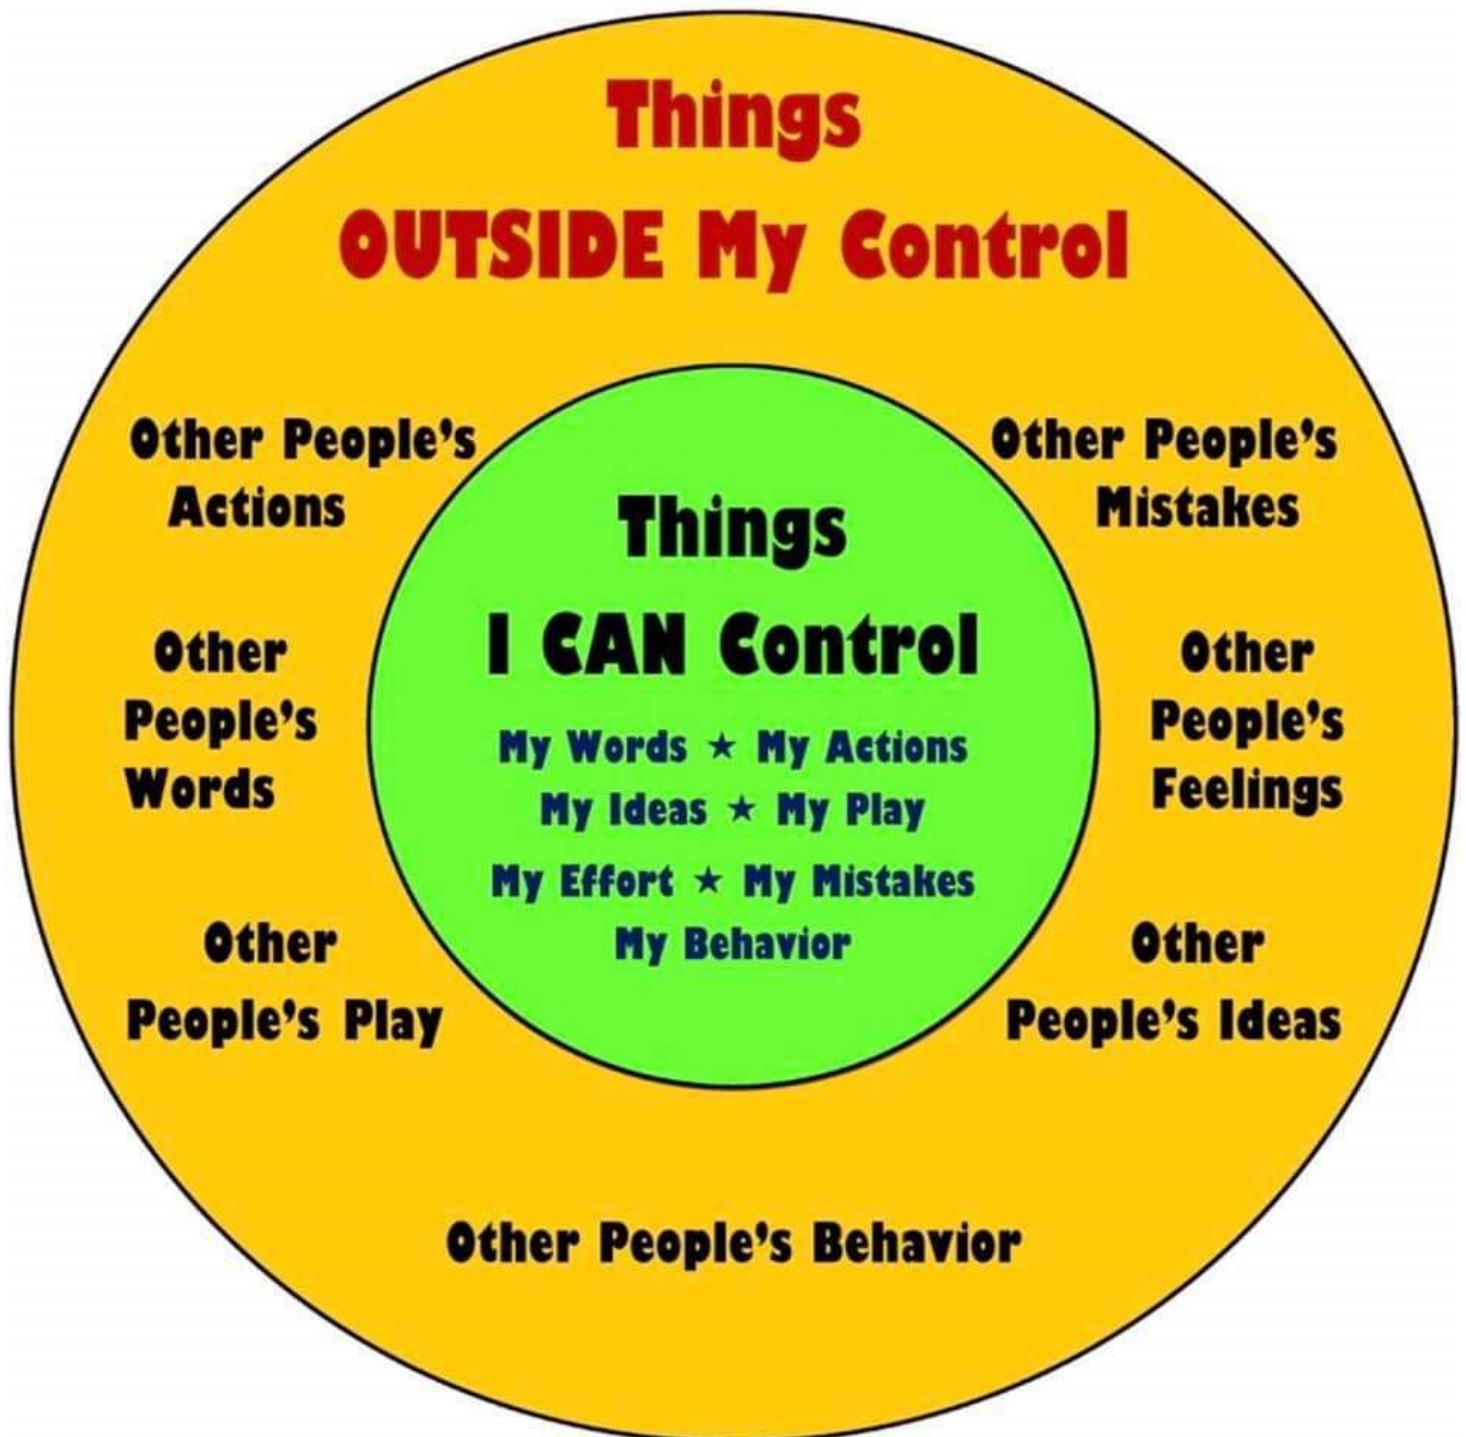 Things
OUTSIDE My Control
Other People's
Actions
Other People's
Mistakes
Things
I CAN Control
My Words ★ My Actions
My Ideas ★ My Play
My Effort ★ My Mistakes
My Behavior
Other
People's
Words
Other
People's
Feelings
Other
People's Play
Other
People's Ideas
Other People's Behavior